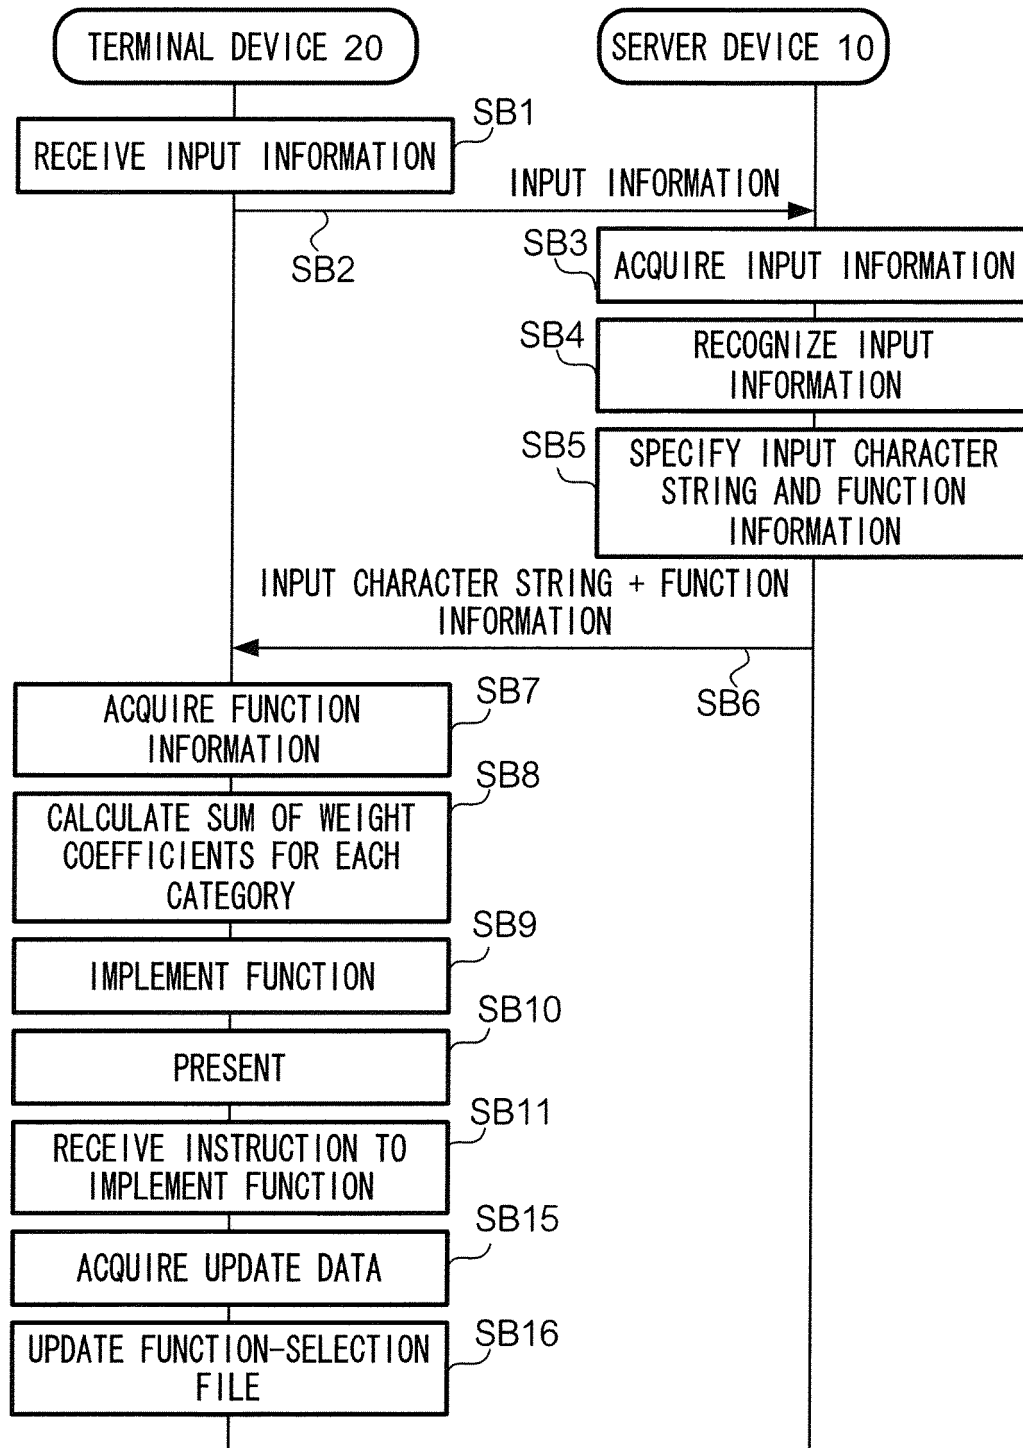 TERMINAL DEVICE 20
SERVER DEVICE 10
SB1
RECEIVE INPUT INFORMATION
INPUT INFORMATION
SB2
SB3
ACQUIRE INPUT INFORMATION
SB4
RECOGNIZE INPUT
INFORMATION
SB5
SPECIFY INPUT CHARACTER
STRING AND FUNCTION
INFORMATION
INPUT CHARACTER STRING + FUNCTION
INFORMATION
SB6
SB7
ACQUIRE FUNCTION
INFORMATION
SB8
CALCULATE SUM OF WEIGHT
COEFFICIENTS FOR EACH
CATEGORY
SB9
IMPLEMENT FUNCTION
SB10
PRESENT
SB11
RECEIVE INSTRUCTION TO
IMPLEMENT FUNCTION
SB15
ACQUIRE UPDATE DATA
SB16
UPDATE FUNCTION-SELECTION
FILE